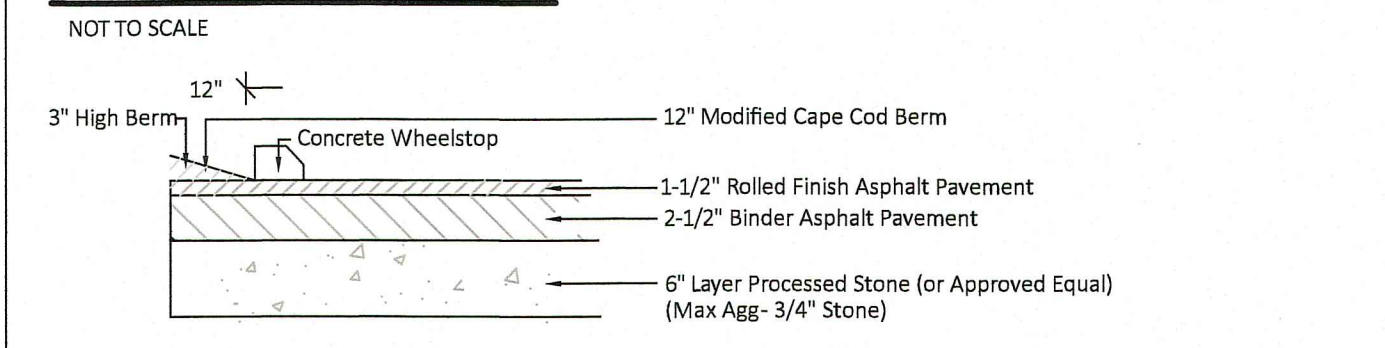 NOT TO SCALE
12"
3" High Berm
12" Modified Cape Cod Berm
Concrete Wheelstop
1-1/2" Rolled Finish Asphalt Pavement
2-1/2" Binder Asphalt Pavement
6" Layer Processed Stone (or Approved Equal)
(Max Agg- 3/4" Stone)